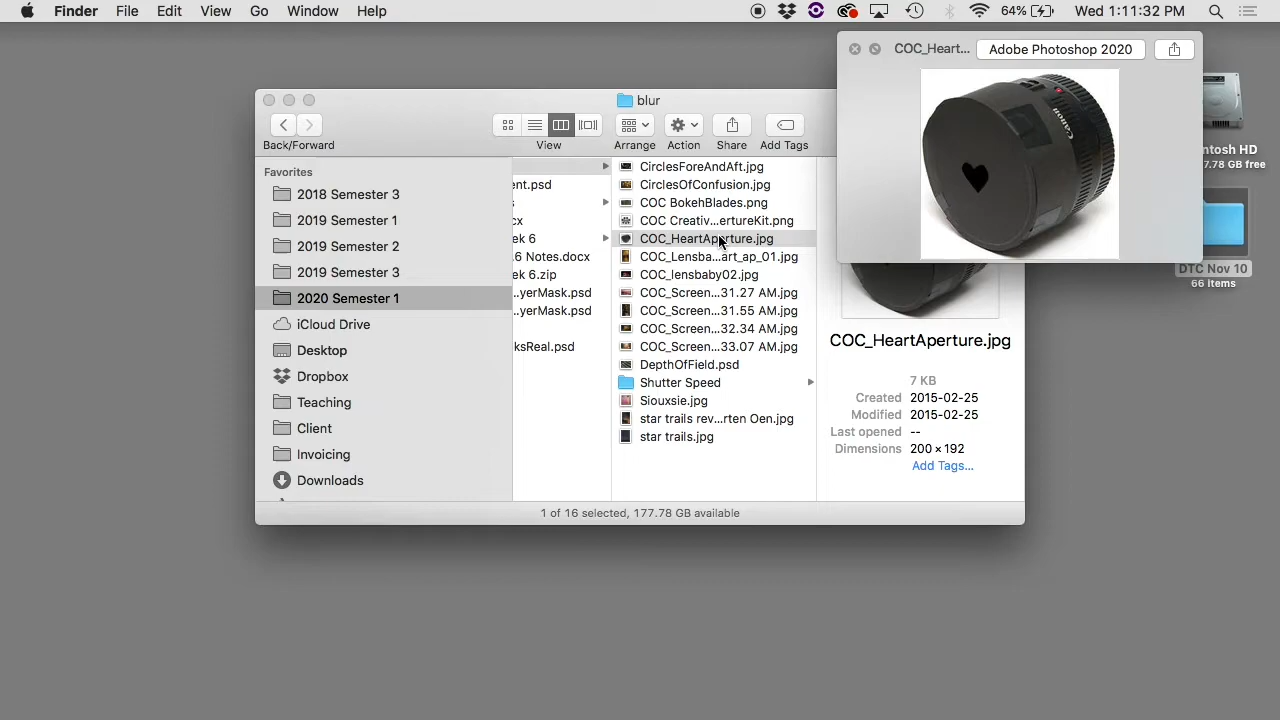 Finder File Edit View Go Window Help 64% Wed 1:11:32 PM
COC_Heart... Adobe Photoshop 2020
blur
Back/Forward View Arrange Action Share Add Tags
Favorites
2018 Semester 3
2019 Semester 1
2019 Semester 2
2019 Semester 3
2020 Semester 1
iCloud Drive
Desktop
Dropbox
Teaching
Client
Invoicing
Downloads
ent.psd
s
cx
ek 6
.6 Notes.docx
ek 6.zip
..yerMask.psd
..yerMask.psd
ksReal.psd
CirclesForeAndAft.jpg
CirclesOfConfusion.jpg
COC BokehBlades.png
COC Creativ...ertureKit.png
COC_HeartAperture.jpg
COC_Lensba...art_ap_01.jpg
COC_lensbaby02.jpg
COC_Screen...31.27 AM.jpg
COC_Screen...31.55 AM.jpg
COC_Screen...32.34 AM.jpg
COC_Screen...33.07 AM.jpg
DepthOfField.psd
Shutter Speed
Siouxsie.jpg
star trails rev...rten Oen.jpg
star trails.jpg
Canon
COC_HeartAperture.jpg
7 KB
Created 2015-02-25
Modified 2015-02-25
Last opened --
Dimensions 200 × 192
Add Tags...
1 of 16 selected, 177.78 GB available
ntosh HD
7.78 GB free
DTC Nov 10
66 items